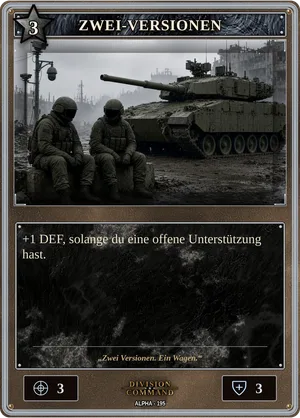 3
ZWEI-VERSIONEN
+1 DEF, solange du eine offene Unterstützung
hast.
„Zwei Versionen. Ein Wagen.“
3
DIVISION
COMMAND
ALPHA - 195
3